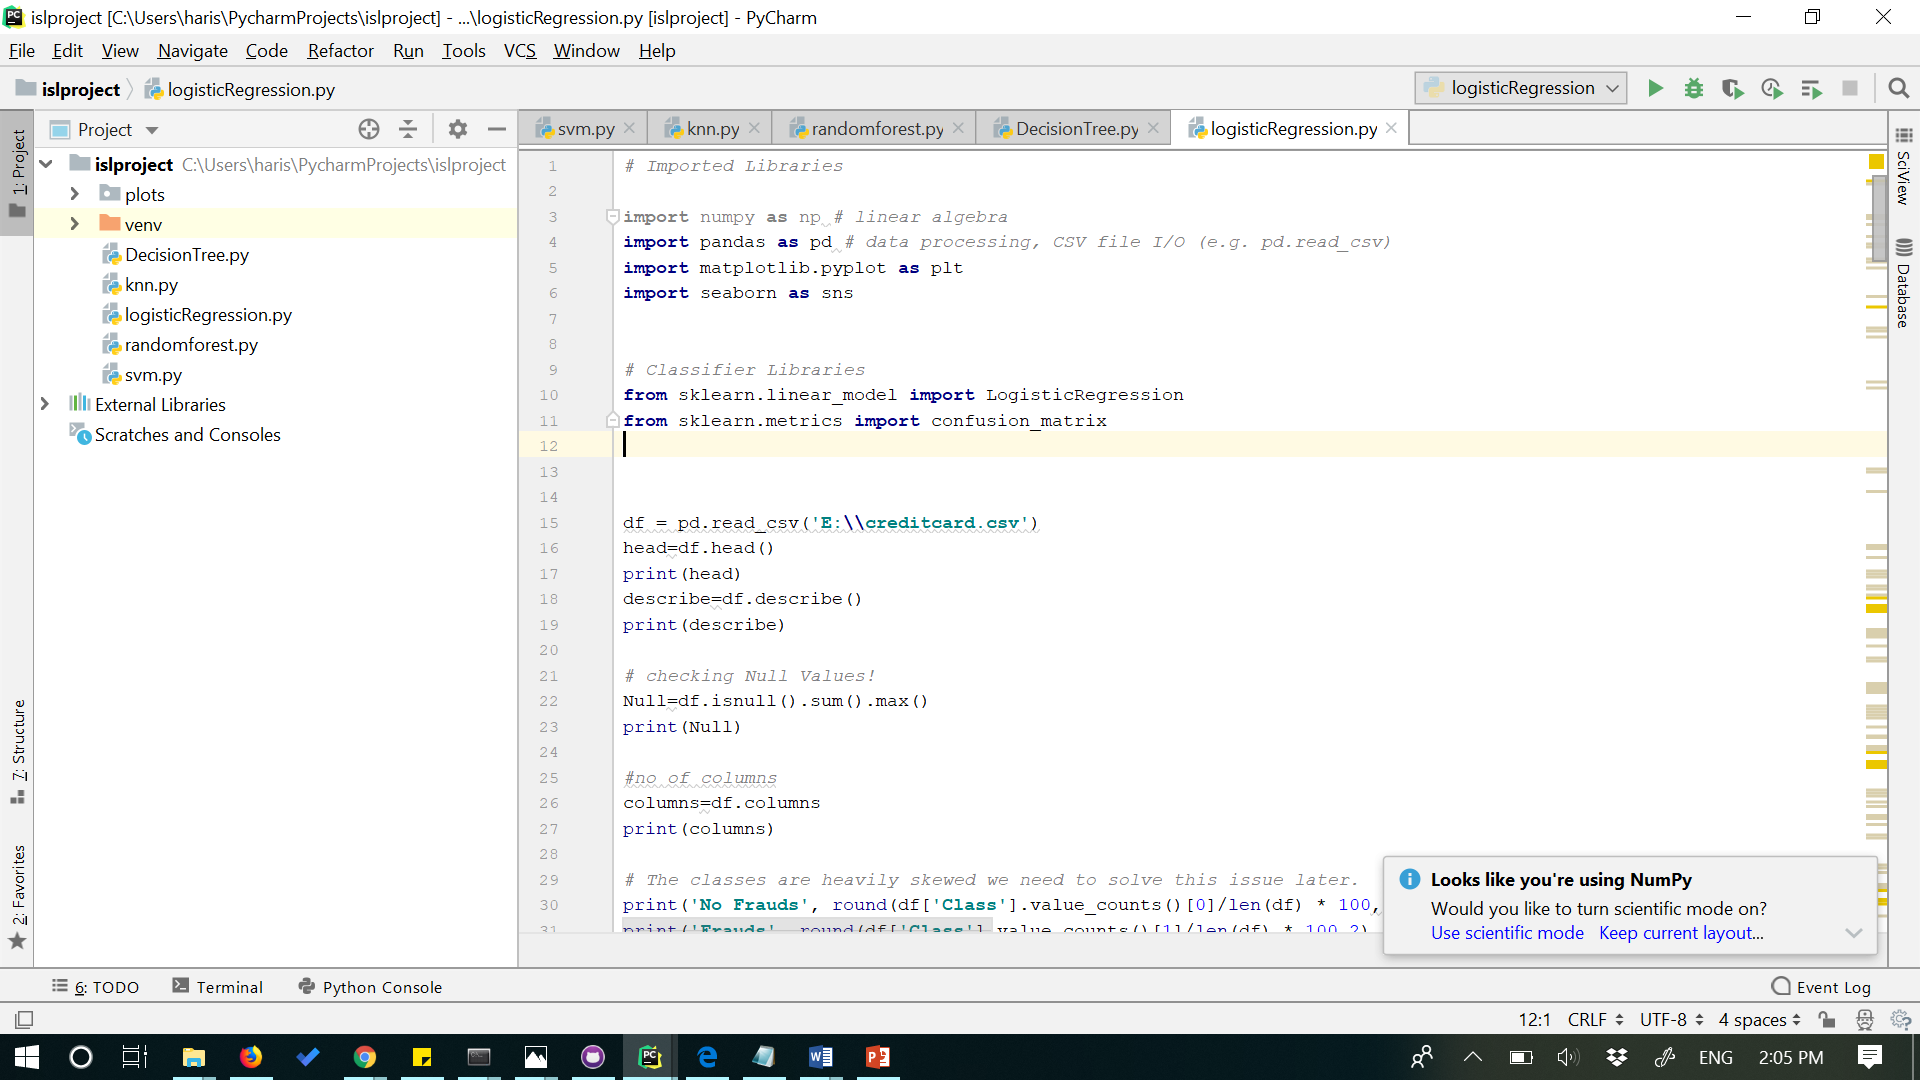 islproject [C:\Users\haris\PycharmProjects\islproject] - ...\logisticRegression.py [islproject] - PyCharm
File Edit View Navigate Code Refactor Run Tools VCS Window Help
islproject logisticRegression.py logisticRegression
Project svm.py knn.py randomforest.py DecisionTree.py logisticRegression.py
1: Project
islproject C:\Users\haris\PycharmProjects\islproject
plots
venv
DecisionTree.py
knn.py
logisticRegression.py
randomforest.py
svm.py
External Libraries
Scratches and Consoles
7: Structure
2: Favorites
1 # Imported Libraries
2
3 import numpy as np # linear algebra
4 import pandas as pd # data processing, CSV file I/O (e.g. pd.read_csv)
5 import matplotlib.pyplot as plt
6 import seaborn as sns
7
8
9 # Classifier Libraries
10 from sklearn.linear_model import LogisticRegression
11 from sklearn.metrics import confusion_matrix
12
13
14
15 df = pd.read_csv('E:\\creditcard.csv')
16 head=df.head()
17 print(head)
18 describe=df.describe()
19 print(describe)
20
21 # checking Null Values!
22 Null=df.isnull().sum().max()
23 print(Null)
24
25 #no of columns
26 columns=df.columns
27 print(columns)
28
29 # The classes are heavily skewed we need to solve this issue later.
30 print('No Frauds', round(df['Class'].value_counts()[0]/len(df) * 100,
31 print('Frauds', round(df['Class'].value_counts()[1]/len(df) * 100,2)
SciView
Database
Looks like you're using NumPy
Would you like to turn scientific mode on?
Use scientific mode Keep current layout...
6: TODO Terminal Python Console Event Log
12:1 CRLF UTF-8 4 spaces
ENG 2:05 PM